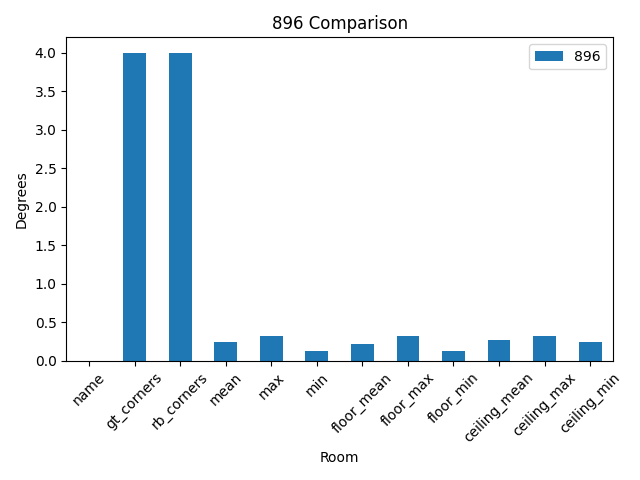 896 Comparison
896
Degrees
4.0
3.5
3.0
2.5
2.0
1.5
1.0
0.5
0.0
name
gt_corners
rb_corners
mean
max
min
floor_mean
floor_max
floor_min
ceiling_mean
ceiling_max
ceiling_min
Room